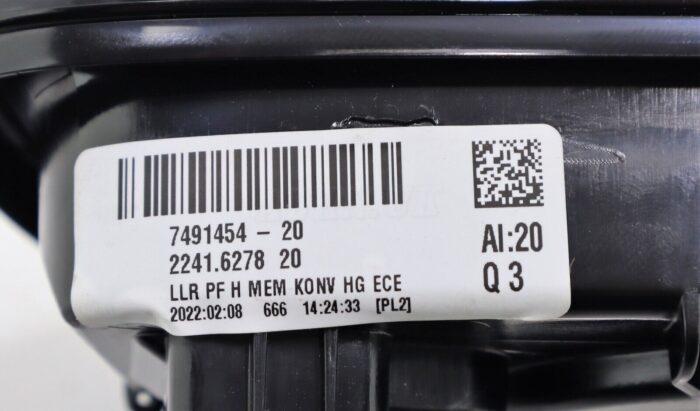 7491454 - 20
2241.6278 20
LLR PF H MEM KONV HG ECE
2022:02:08 666 14:24:33 [PL2]
AI:20
Q 3